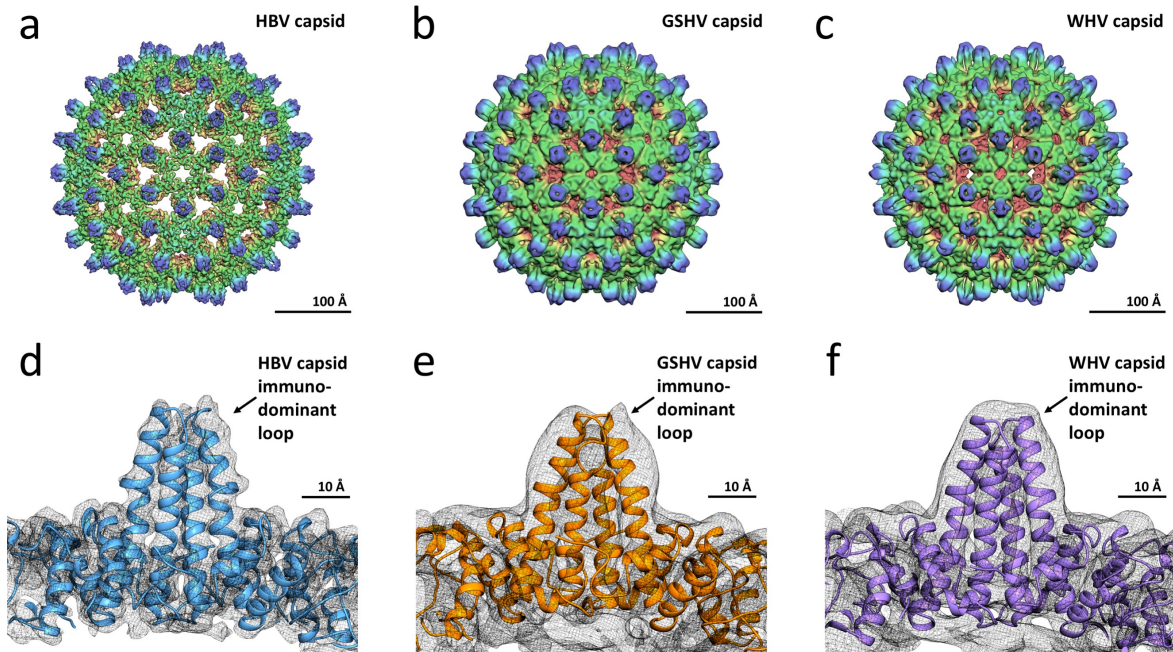 a
HBV capsid
100 Å
b
GSHV capsid
100 Å
c
WHV capsid
100 Å
d
HBV capsid
immuno-
dominant
loop
10 Å
e
GSHV capsid
immuno-
dominant
loop
10 Å
f
WHV capsid
immuno-
dominant
loop
10 Å